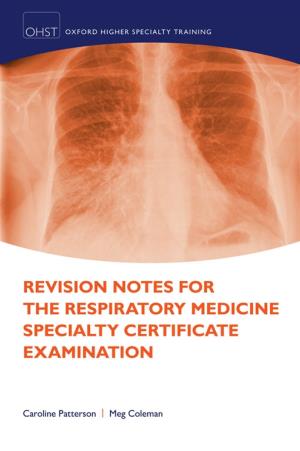 OHST OXFORD HIGHER SPECIALTY TRAINING
REVISION NOTES FOR
THE RESPIRATORY MEDICINE
SPECIALTY CERTIFICATE
EXAMINATION
Caroline Patterson | Meg Coleman